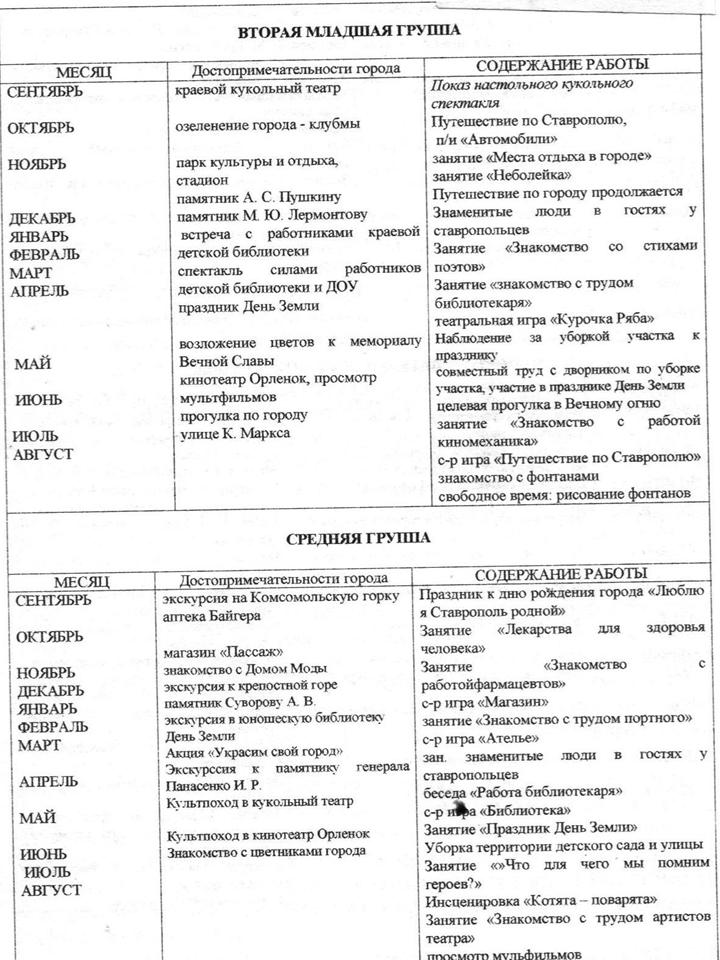 ВТОРАЯ МЛАДШАЯ ГРУППА
МЕСЯЦ
Достопримечательности города
СОДЕРЖАНИЕ РАБОТЫ
СЕНТЯБРЬ
ОКТЯБРЬ
НОЯБРЬ
ДЕКАБРЬ
ЯНВАРЬ
ФЕВРАЛЬ
МАРТ
АПРЕЛЬ
МАЙ
ИЮНЬ
ИЮЛЬ
АВГУСТ
краевой кукольный театр
озеленение города - клубмы
парк культуры и отдыха,
стадион
памятник А. С. Пушкину
памятник М. Ю. Лермонтову
встреча с работниками краевой
детской библиотеки
спектакль силами работников
детской библиотеки и ДОУ
праздник День Земли
возложение цветов к мемориалу
Вечной Славы
кинотеатр Орленок, просмотр
мультфильмов
прогулка по городу
улице К. Маркса
Показ настольного кукольного
спектакля
Путешествие по Ставрополю,
п/и «Автомобили»
занятие «Места отдыха в городе»
занятие «Неболейка»
Путешествие по городу продолжается
Знаменитые люди в гостях у
ставропольцев
Занятие «Знакомство со стихами
поэтов»
Занятие «знакомство с трудом
библиотекаря»
театральная игра «Курочка Ряба»
Наблюдение за уборкой участка к
празднику
совместный труд с дворником по уборке
участка, участие в празднике День Земли
целевая прогулка в Вечному огню
занятие «Знакомство с работой
киномеханика»
с-р игра «Путешествие по Ставрополю»
знакомство с фонтанами
свободное время: рисование фонтанов
СРЕДНЯЯ ГРУППА
МЕСЯЦ
Достопримечательности города
СОДЕРЖАНИЕ РАБОТЫ
СЕНТЯБРЬ
ОКТЯБРЬ
НОЯБРЬ
ДЕКАБРЬ
ЯНВАРЬ
ФЕВРАЛЬ
МАРТ
АПРЕЛЬ
МАЙ
ИЮНЬ
ИЮЛЬ
АВГУСТ
экскурсия на Комсомольскую горку
аптека Байгера
магазин «Пассаж»
знакомство с Домом Моды
экскурсия к крепостной горе
памятник Суворову А. В.
экскурсия в юношескую библиотеку
День Земли
Акция «Украсим свой город»
Экскурссия к памятнику генерала
Панасенко И. Р.
Культпоход в кукольный театр
Культпоход в кинотеатр Орленок
Знакомство с цветниками города
Праздник к дню рождения города «Люблю
я Ставрополь родной»
Занятие «Лекарства для здоровья
человека»
Занятие «Знакомство с
работойфармацевтов»
с-р игра «Магазин»
занятие «Знакомство с трудом портного»
с-р игра «Ателье»
зан. знаменитые люди в гостях у
ставропольцев
беседа «Работа библиотекаря»
с-р игра «Библиотека»
Занятие «Праздник День Земли»
Уборка территории детского сада и улицы
Занятие «»Что для чего мы помним
героев?»
Инсценировка «Котята – поварята»
Занятие «Знакомство с трудом артистов
театра»
просмотр мульфильмов